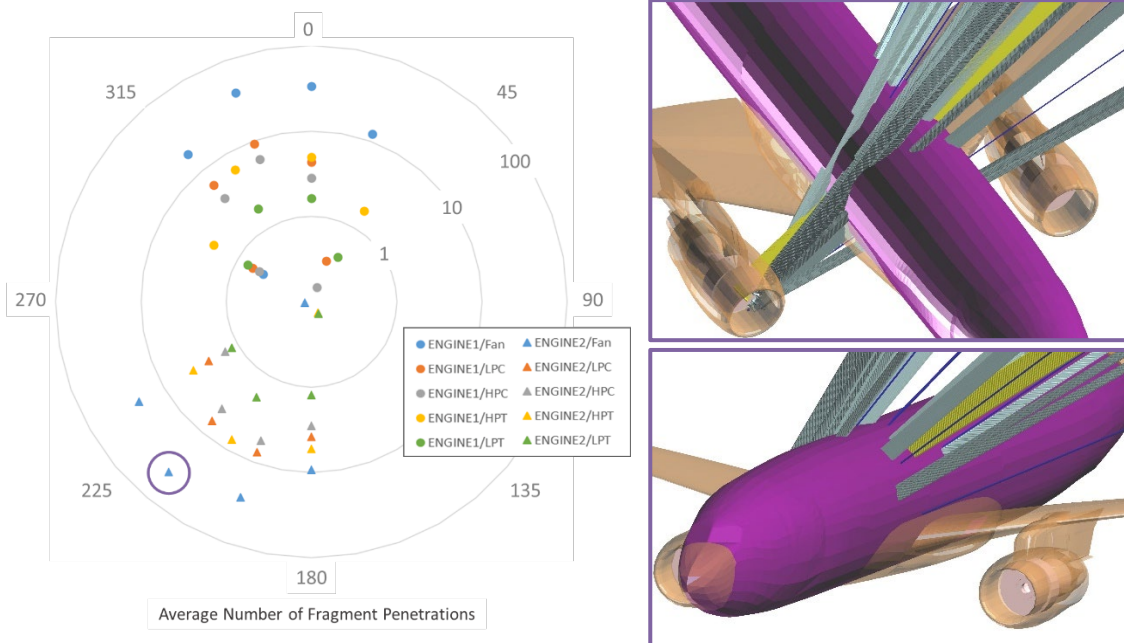 0
315
45
100
10
1
270
90
ENGINE1/Fan ENGINE2/Fan
ENGINE1/LPC ENGINE2/LPC
ENGINE1/HPC ENGINE2/HPC
ENGINE1/HPT ENGINE2/HPT
ENGINE1/LPT ENGINE2/LPT
225
135
180
Average Number of Fragment Penetrations